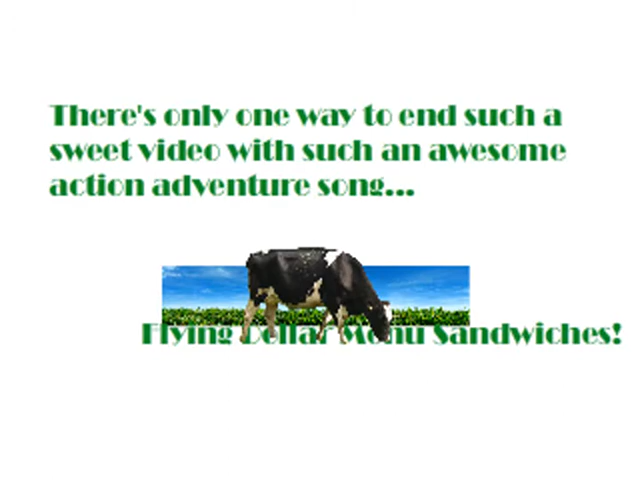 There's only one way to end such a
sweet video with such an awesome
action adventure song...
Flying Dollar Menu Sandwiches!